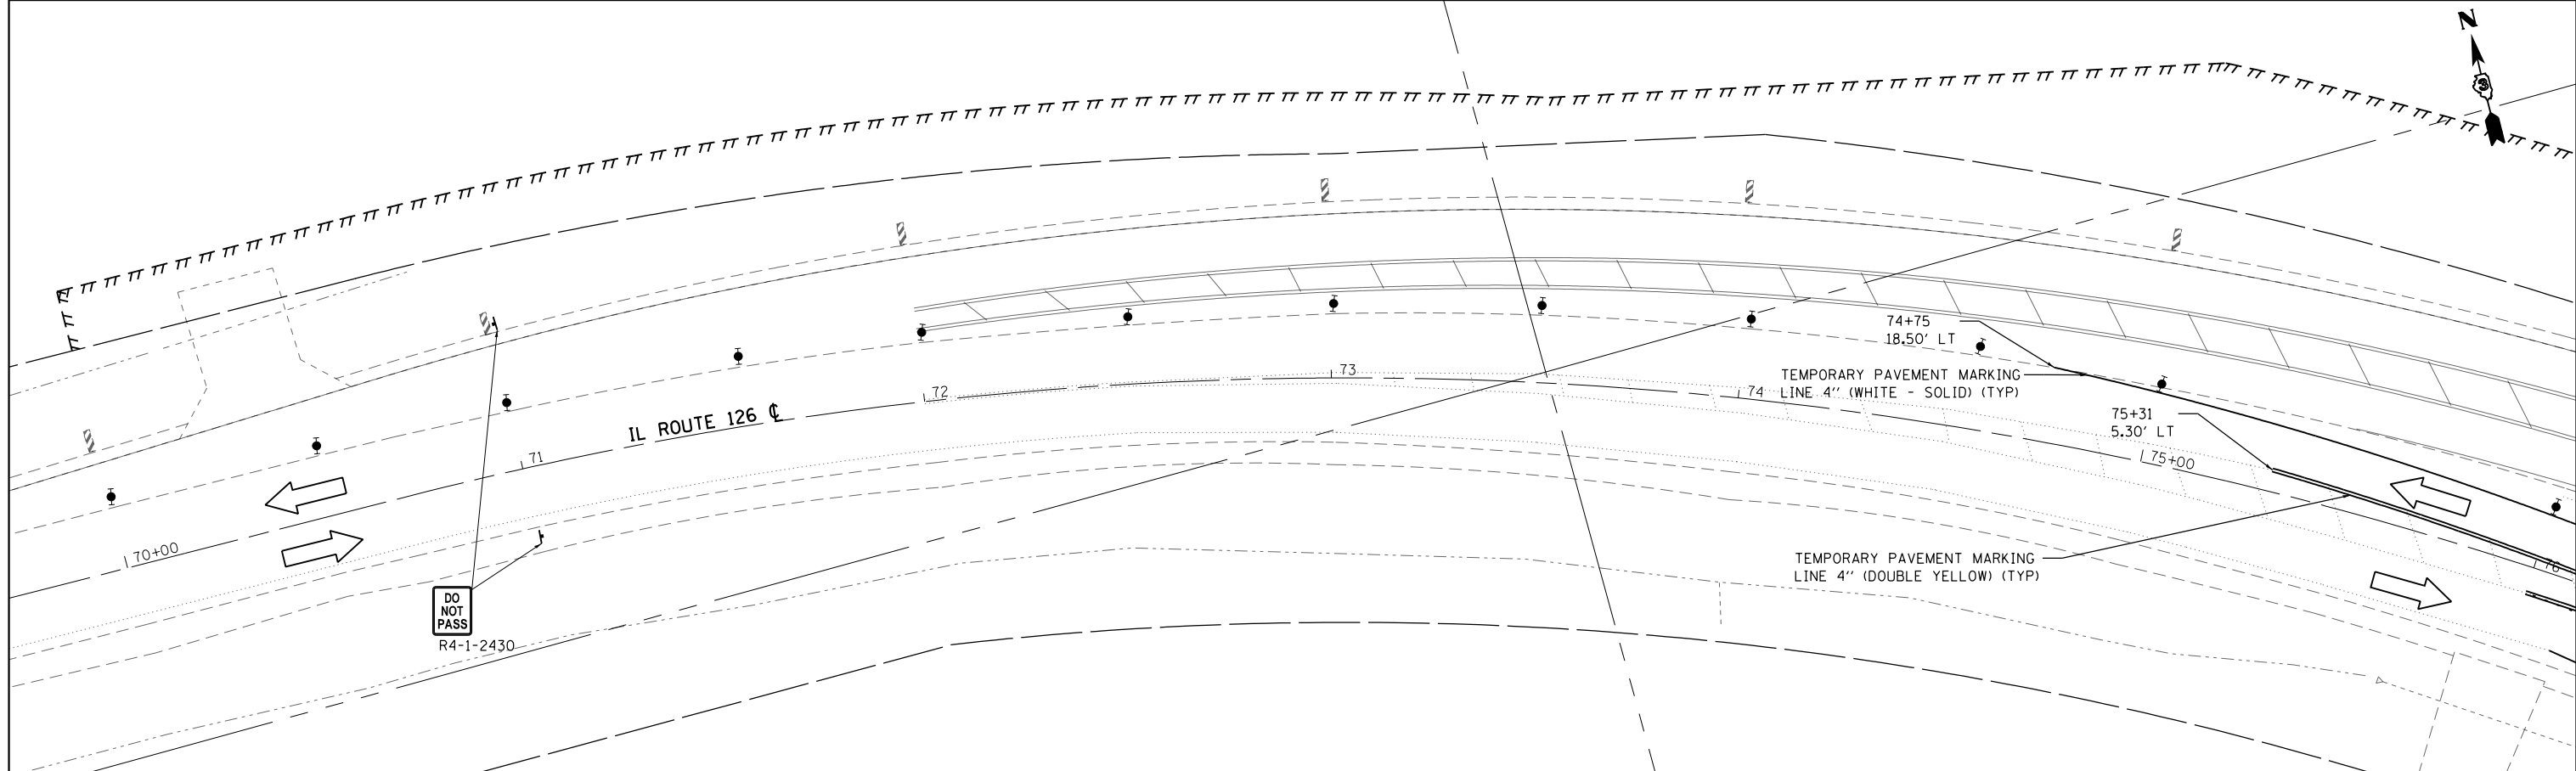 N
3
74+75
18.50' LT
TEMPORARY PAVEMENT MARKING
LINE 4'' (WHITE - SOLID) (TYP)
73
72
74
75+31
5.30' LT
IL ROUTE 126 ℄
71
75+00
70+00
TEMPORARY PAVEMENT MARKING
LINE 4'' (DOUBLE YELLOW) (TYP)
76
DO
NOT
PASS
R4-1-2430